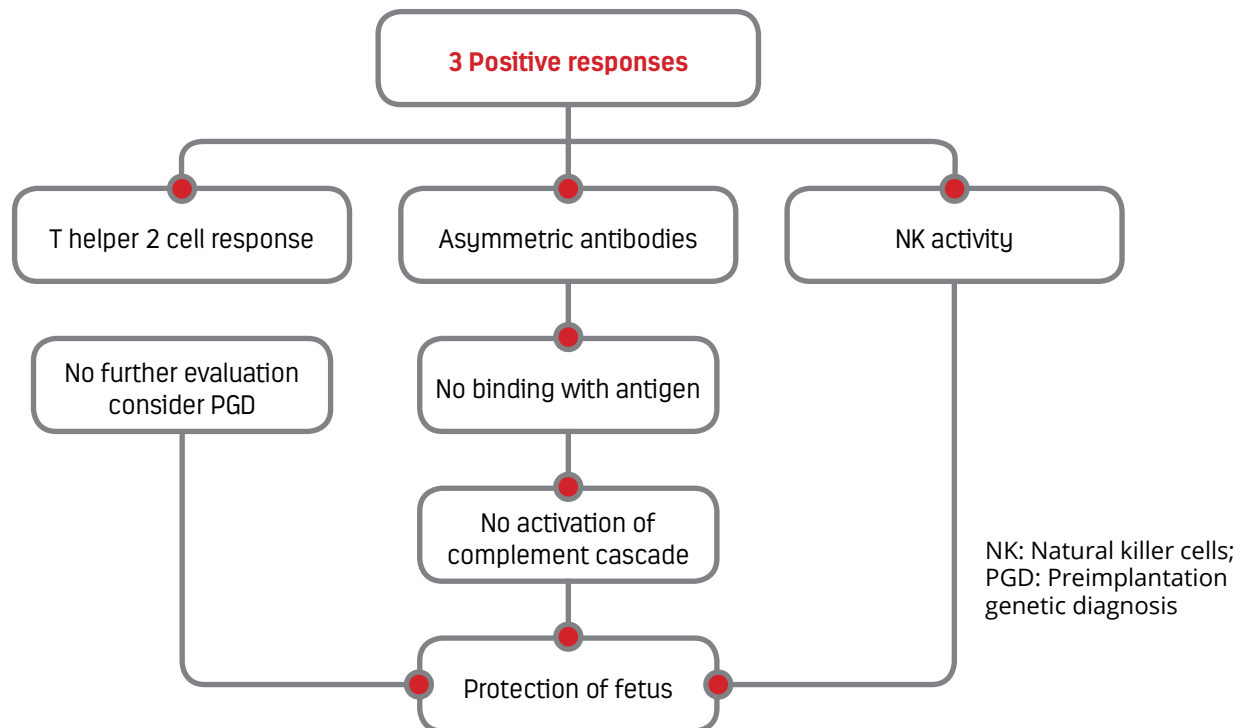 3 Positive responses
T helper 2 cell response
Asymmetric antibodies
NK activity
No further evaluation
consider PGD
No binding with antigen
No activation of
complement cascade
NK: Natural killer cells;
PGD: Preimplantation
genetic diagnosis
Protection of fetus